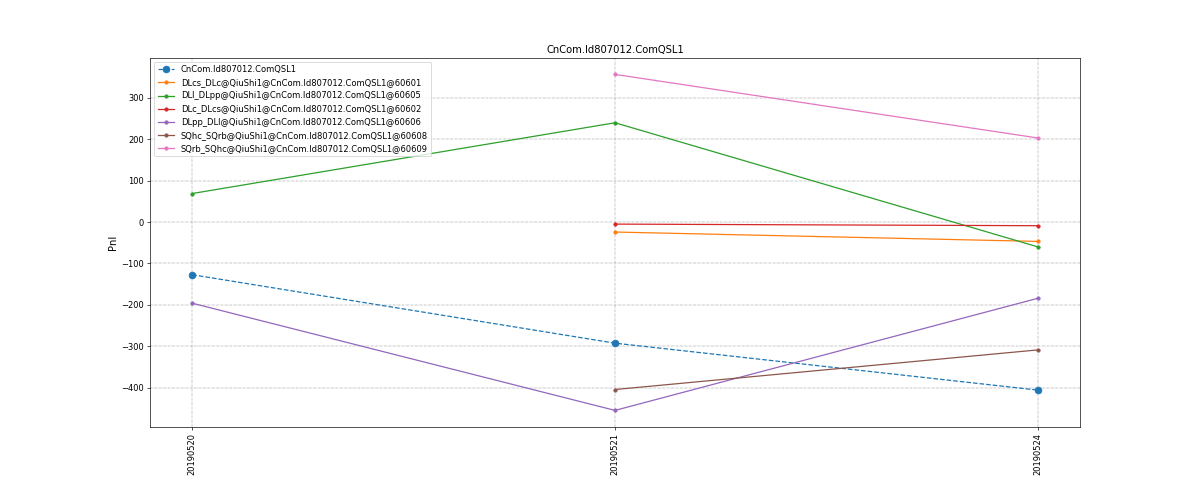 CnCom.Id807012.ComQSL1
CnCom.Id807012.ComQSL1
DLcs_DLc@QiuShi1@CnCom.Id807012.ComQSL1@60601
DLl_DLpp@QiuShi1@CnCom.Id807012.ComQSL1@60605
DLc_DLcs@QiuShi1@CnCom.Id807012.ComQSL1@60602
DLpp_DLl@QiuShi1@CnCom.Id807012.ComQSL1@60606
SQhc_SQrb@QiuShi1@CnCom.Id807012.ComQSL1@60608
SQrb_SQhc@QiuShi1@CnCom.Id807012.ComQSL1@60609
300
200
100
0
−100
−200
−300
−400
Pnl
20190520
20190521
20190524